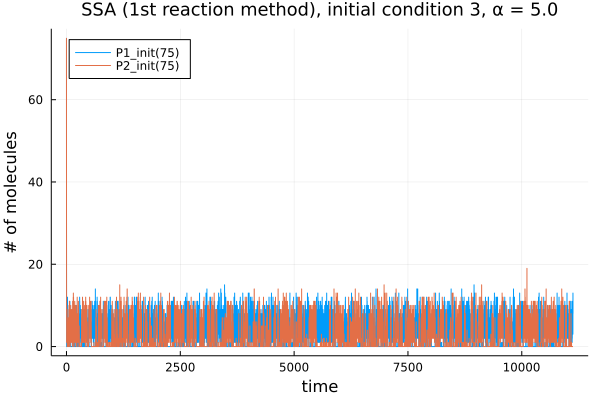 SSA (1st reaction method), initial condition 3, α = 5.0
P1_init(75)
P2_init(75)
60
40
20
0
# of molecules
0 2500 5000 7500 10000
time